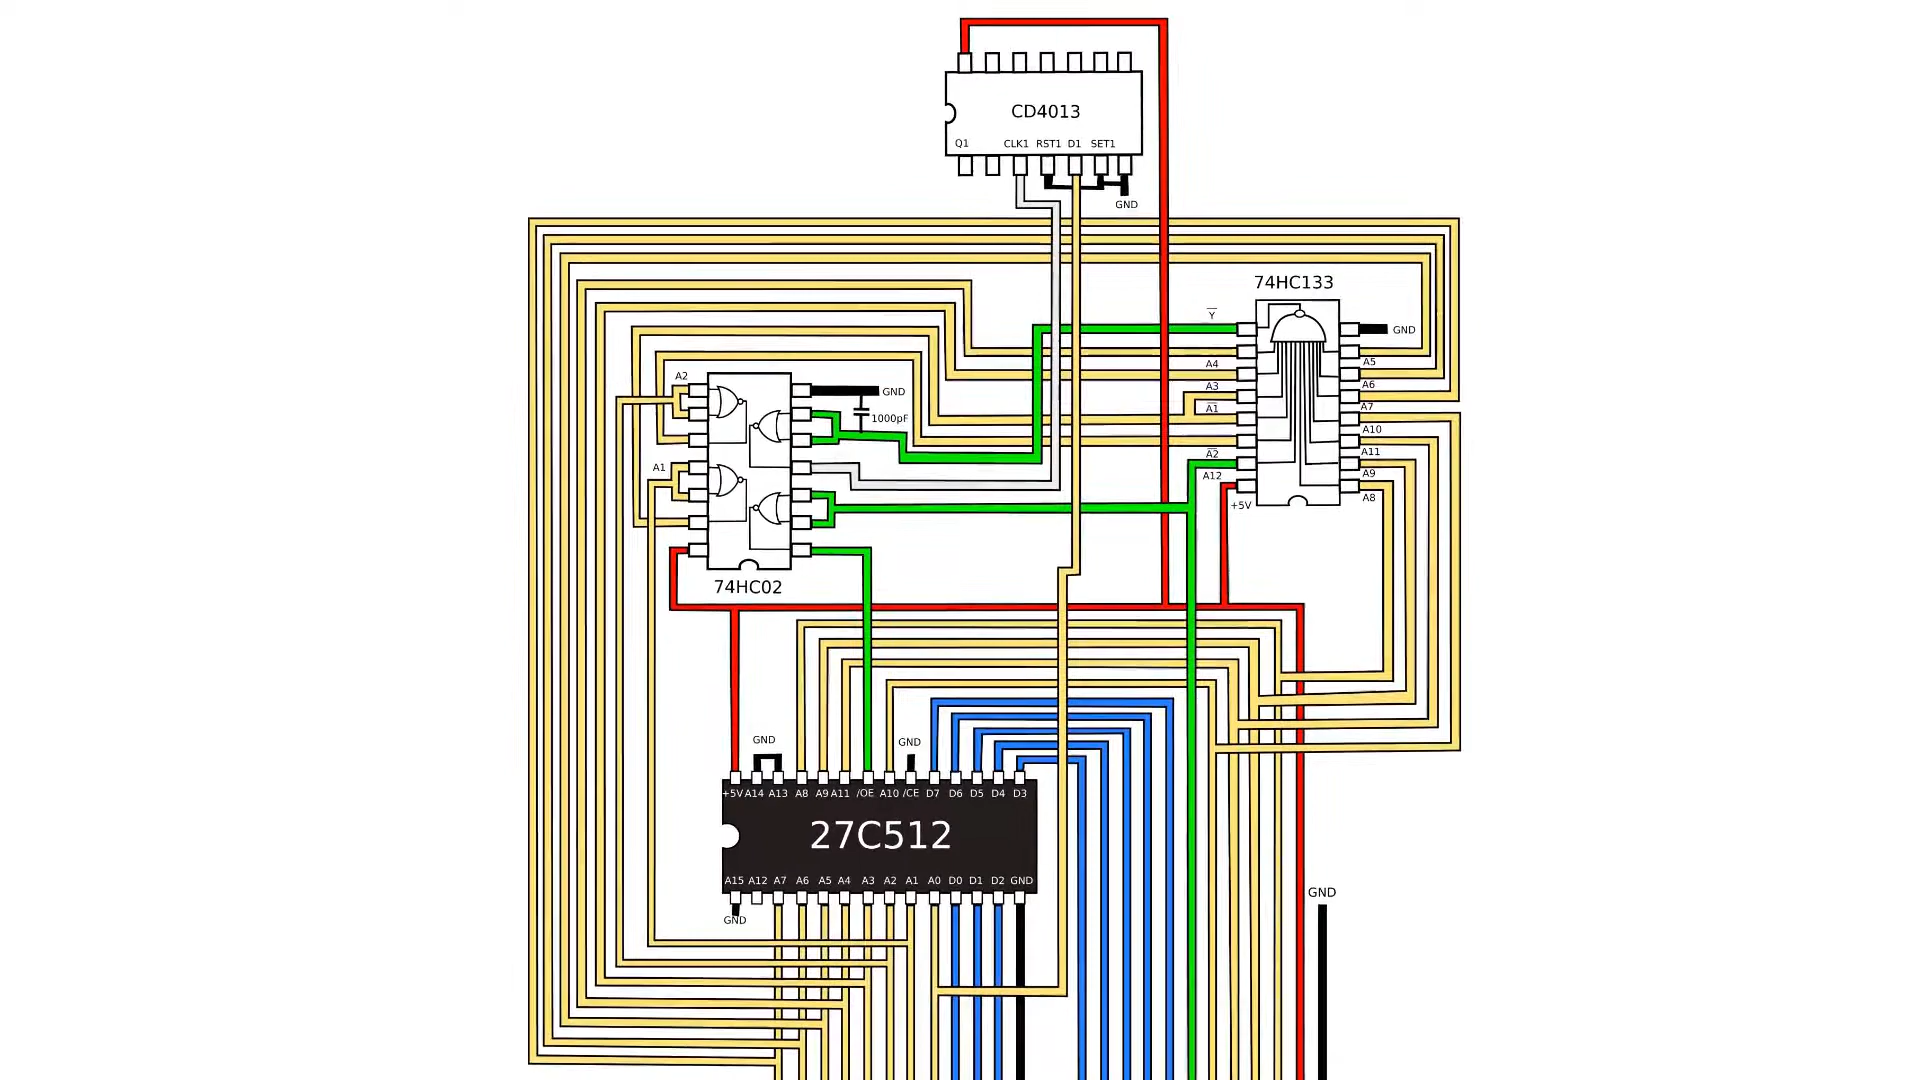 CD4013
Q1 CLK1 RST1 D1 SET1
GND
74HC133
Y
GND
A5
A4
A6
A3
A7
A1
A10
A2
A11
A12
A9
A8
+5V
A2
GND
1000pF
A1
74HC02
GND
GND
+5V A14 A13 A8 A9 A11 /OE A10 /CE D7 D6 D5 D4 D3
27C512
A15 A12 A7 A6 A5 A4 A3 A2 A1 A0 D0 D1 D2 GND
GND
GND